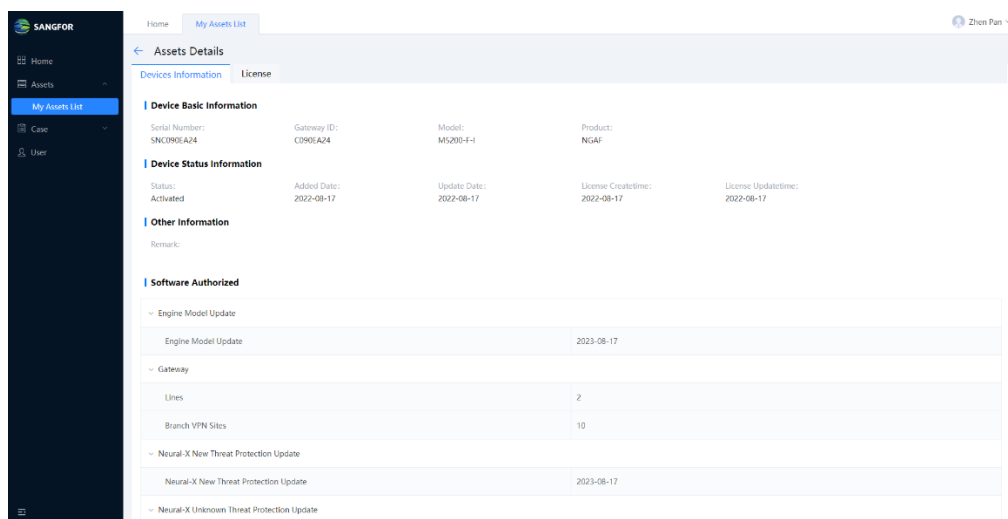 SANGFOR
Home
Assets
My Assets List
Case
User
Home My Assets List
Zhen Pan
Assets Details
Devices Information License
Device Basic Information
Serial Number: Gateway ID: Model: Product:
SNC090EA24 C090EA24 M5200-F-I NGAF
Device Status Information
Status: Added Date: Update Date: License Createtime: License Updatetime:
Activated 2022-08-17 2022-08-17 2022-08-17 2022-08-17
Other Information
Remark:
Software Authorized
Engine Model Update
Engine Model Update 2023-08-17
Gateway
Lines 2
Branch VPN Sites 10
Neural-X New Threat Protection Update
Neural-X New Threat Protection Update 2023-08-17
Neural-X Unknown Threat Protection Update